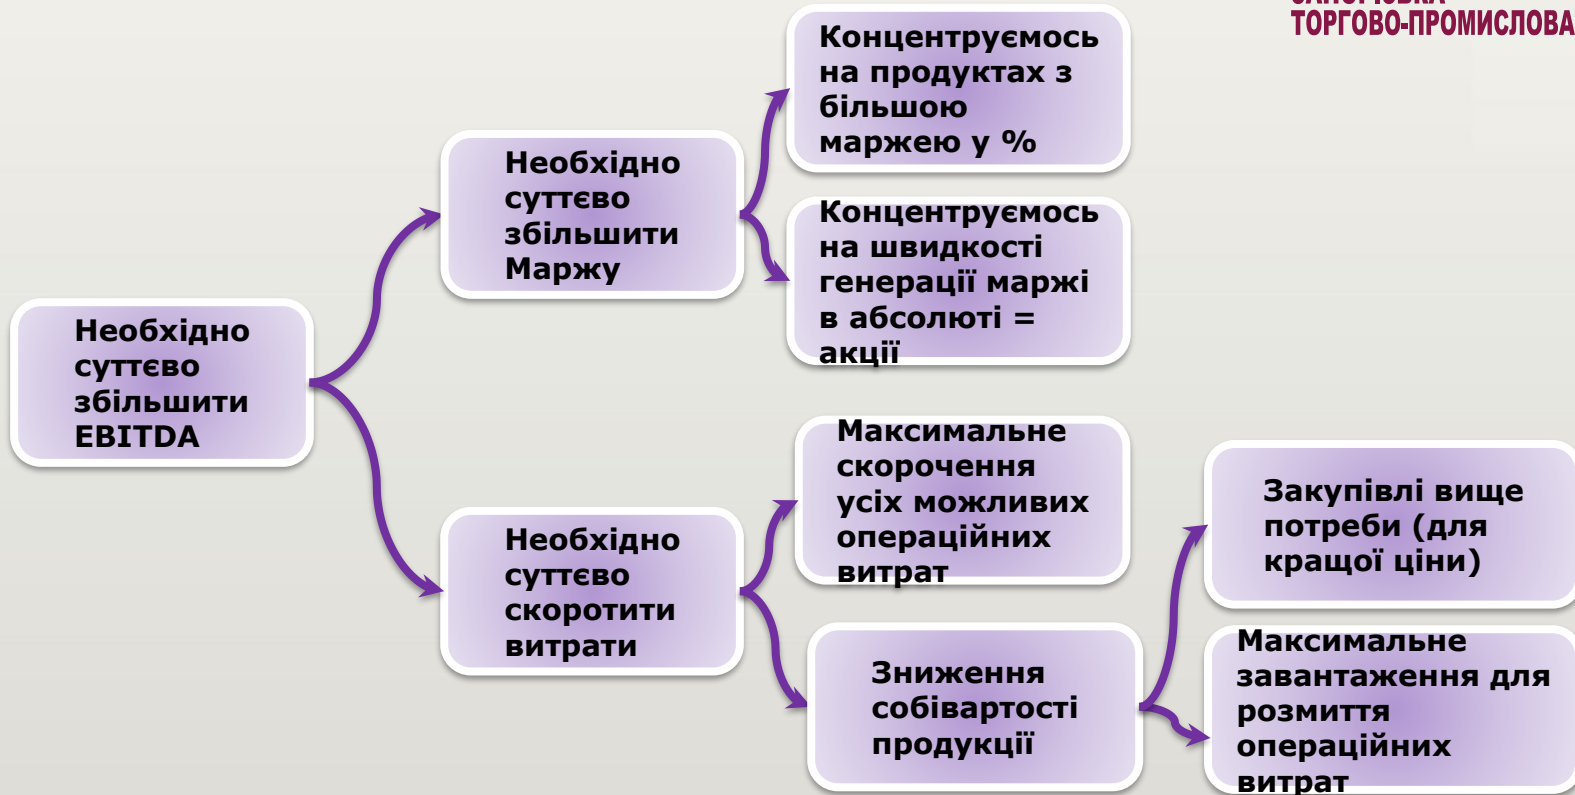 ТОРГОВО-ПРОМИСЛОВА
Концентруємось
на продуктах з
більшою
маржею у %
Необхідно
суттєво
збільшити
Маржу
Концентруємось
на швидкості
генерації маржі
в абсолюті =
акції
Необхідно
суттєво
збільшити
EBITDA
Максимальне
скорочення
усіх можливих
операційних
витрат
Необхідно
суттєво
скоротити
витрати
Закупівлі вище
потреби (для
кращої ціни)
Зниження
собівартості
продукції
Максимальне
завантаження для
розмиття
операційних
витрат